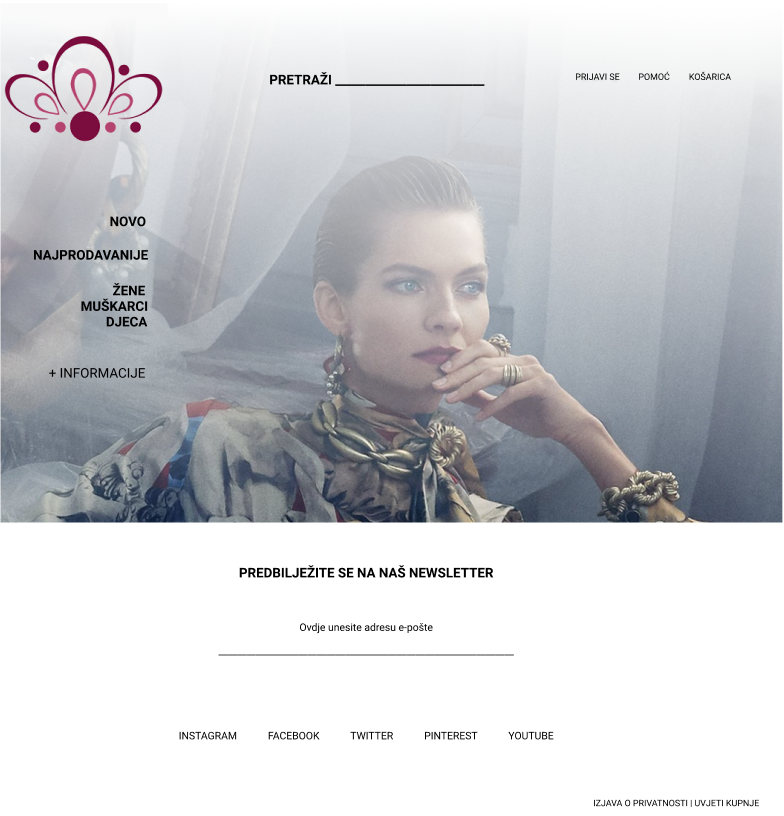 PRETRAŽI
PRIJAVI SE
POMOĆ
KOŠARICA
NOVO
NAJPRODAVANIJE
ŽENE
MUŠKARCI
DJECA
+ INFORMACIJE
PREDBILJEŽITE SE NA NAŠ NEWSLETTER
Ovdje unesite adresu e-pošte
INSTAGRAM
FACEBOOK
TWITTER
PINTEREST
YOUTUBE
IZJAVA O PRIVATNOSTI | UVJETI KUPNJE